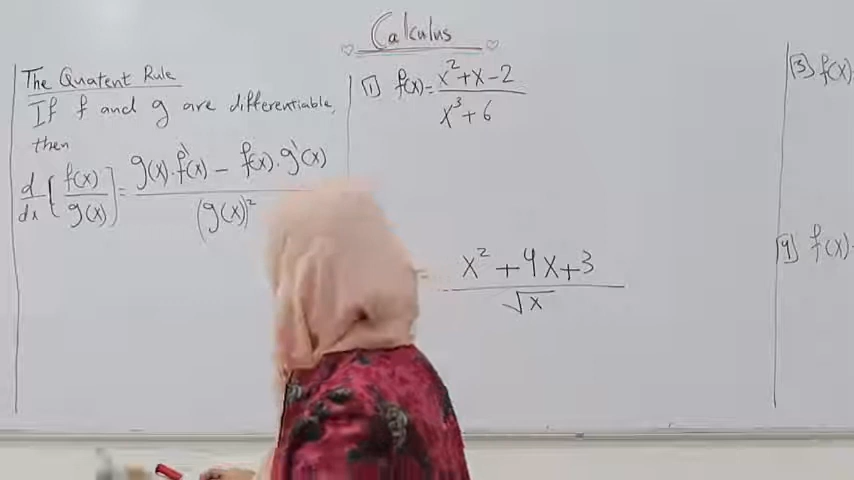 Calculus
The Quatent Rule
If f and g are differentiable,
then
d/dx [f(x)/g(x)] = g(x)·f'(x) - f(x)·g'(x) / (g(x))²
[1] f(x) = x²+x-2 / x³+6
= x²+4x+3 / √x
[3] f(x)
[4] f(x) =